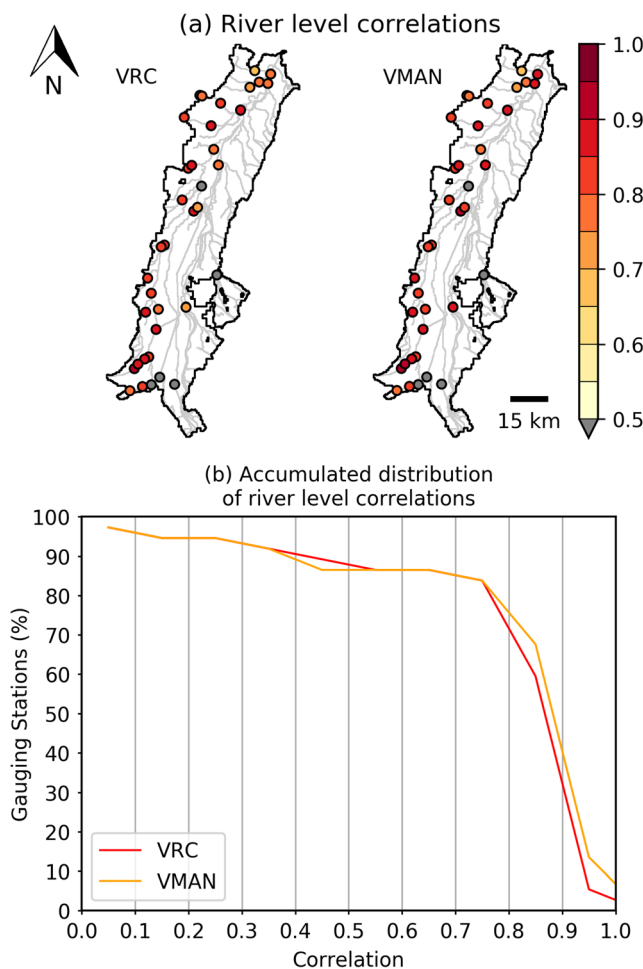 (a) River level correlations
N
VRC
VMAN
1.0
0.9
0.8
0.7
0.6
0.5
15 km
(b) Accumulated distribution
of river level correlations
100
90
80
70
60
50
40
30
20
10
0
Gauging Stations (%)
VRC
VMAN
0.0 0.1 0.2 0.3 0.4 0.5 0.6 0.7 0.8 0.9 1.0
Correlation